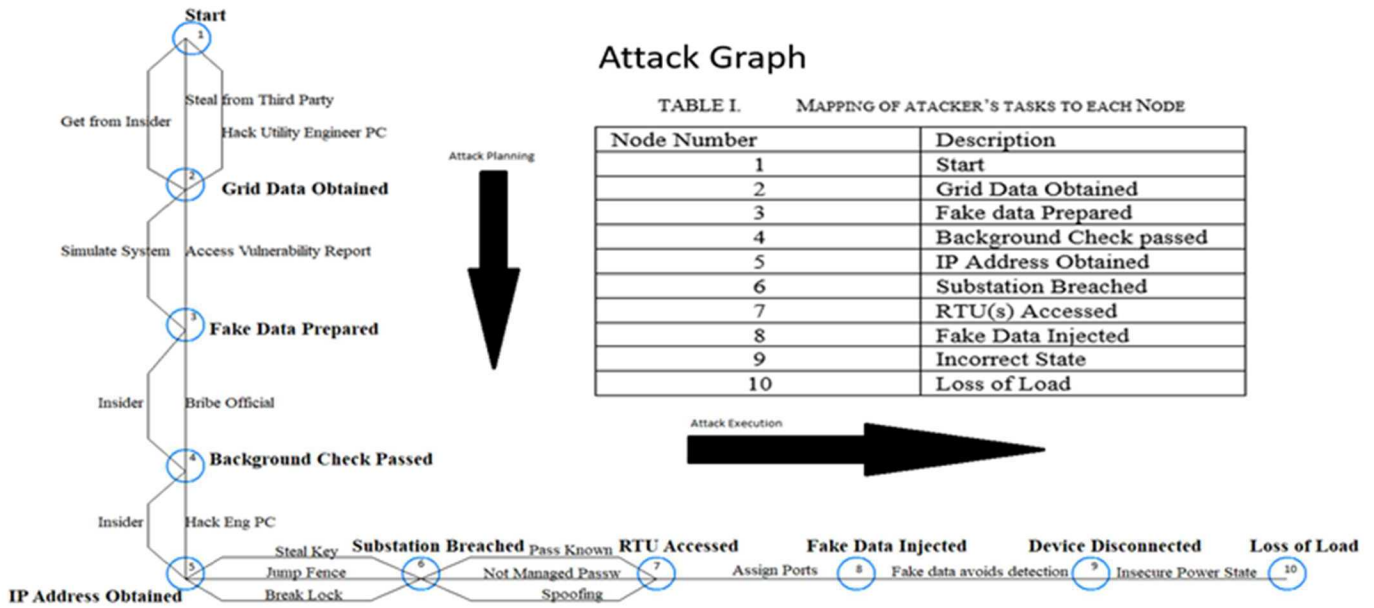 Start
1
Steal from Third Party
Get from Insider
Hack Utility Engineer PC
2
Grid Data Obtained
Simulate System
Access Vulnerability Report
3
Fake Data Prepared
Insider
Bribe Official
4
Background Check Passed
Insider
Hack Eng PC
5
IP Address Obtained
Attack Graph
TABLE I. MAPPING OF ATACKER'S TASKS TO EACH NODE
Node Number Description
1 Start
2 Grid Data Obtained
3 Fake data Prepared
4 Background Check passed
5 IP Address Obtained
6 Substation Breached
7 RTU(s) Accessed
8 Fake Data Injected
9 Incorrect State
10 Loss of Load
Attack Planning
Attack Execution
Steal Key
Jump Fence
Break Lock
Substation Breached
6
Pass Known
Not Managed Passw
Spoofing
RTU Accessed
7
Assign Ports
Fake Data Injected
8
Fake data avoids detection
Device Disconnected
9
Insecure Power State
Loss of Load
10